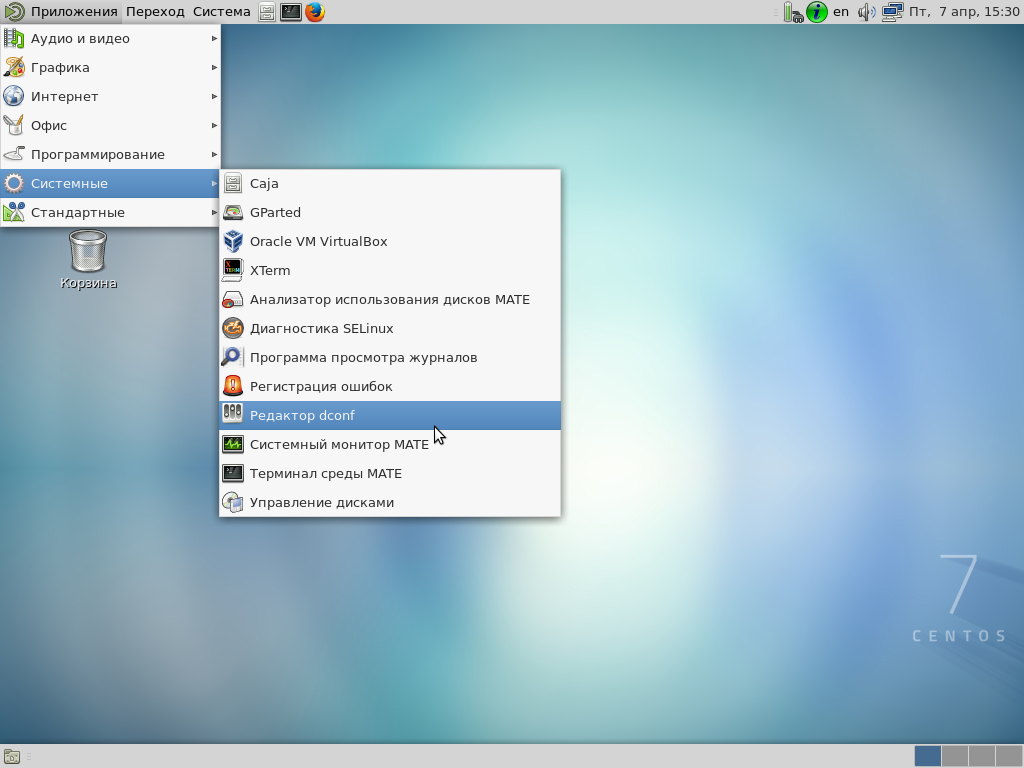 Приложения Переход Система en Пт, 7 апр, 15:30
Аудио и видео
Графика
Интернет
Офис
Программирование
Системные
Стандартные
Корзина
Caja
GParted
Oracle VM VirtualBox
XTerm
Анализатор использования дисков MATE
Диагностика SELinux
Программа просмотра журналов
Регистрация ошибок
Редактор dconf
Системный монитор MATE
Терминал среды MATE
Управление дисками
7
CENTOS